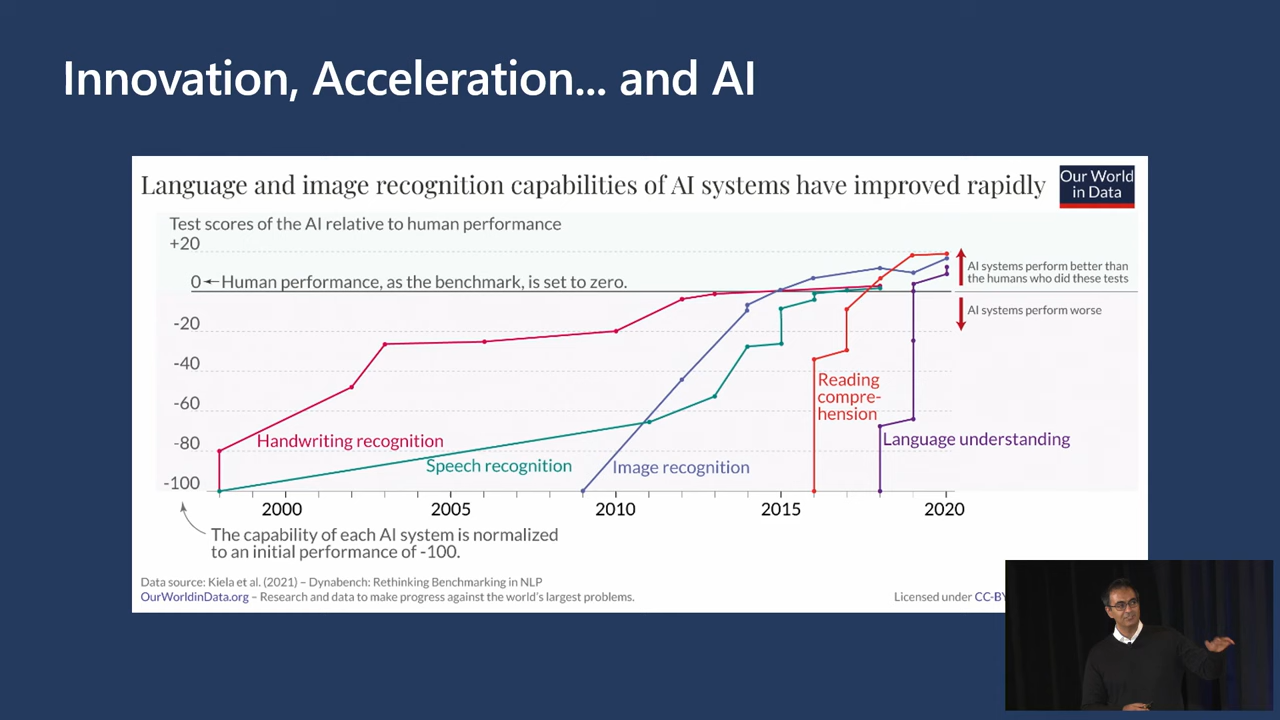 Innovation, Acceleration... and AI
Language and image recognition capabilities of AI systems have improved rapidly
Our World
in Data
Test scores of the AI relative to human performance
+20
0
Human performance, as the benchmark, is set to zero.
AI systems perform better than
the humans who did these tests
-20
AI systems perform worse
-40
Reading
compre-
hension
-60
Handwriting recognition
Language understanding
-80
Speech recognition
Image recognition
-100
2000
2005
2010
2015
2020
The capability of each AI system is normalized
to an initial performance of -100.
Data source: Kiela et al. (2021) – Dynabench: Rethinking Benchmarking in NLP
OurWorldinData.org – Research and data to make progress against the world's largest problems.
Licensed under CC-BY